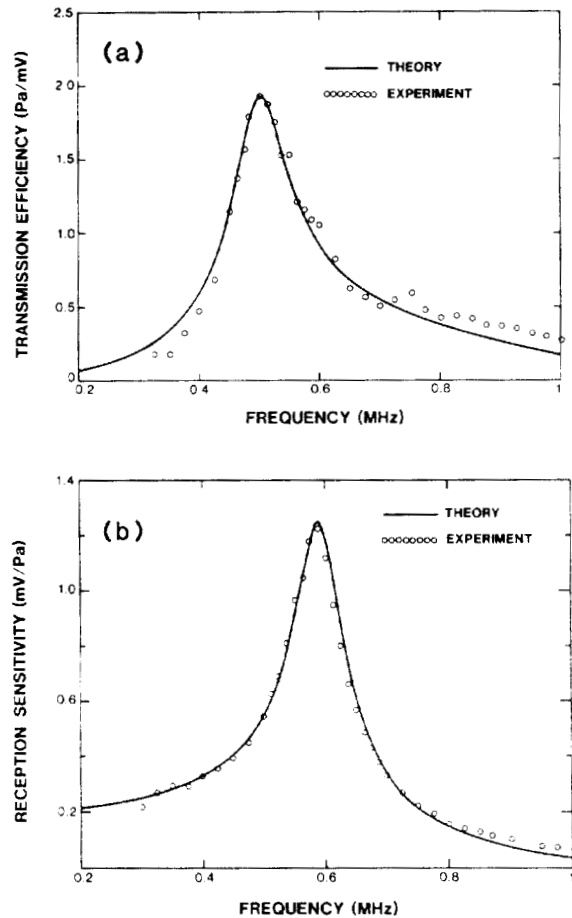 (a)
THEORY
EXPERIMENT
TRANSMISSION EFFICIENCY (Pa/mV)
2.5
2.0
1.5
1.0
0.5
0
0.2
0 4
0.6
0.8
1
FREQUENCY (MHz)
(b)
THEORY
EXPERIMENT
RECEPTION SENSITIVITY (mV/Pa)
1.4
1.0
0.6
0.2
0.2
0.4
0.6
0.8
1.0
FREQUENCY (MHz)